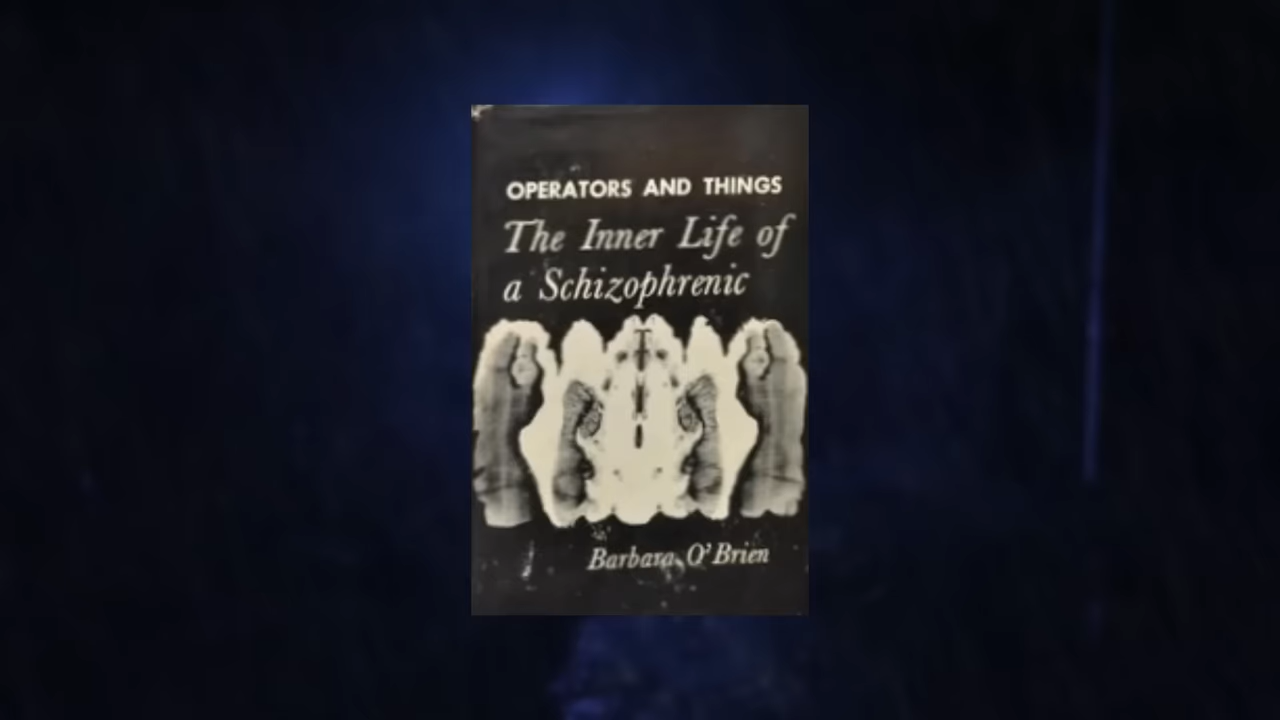 OPERATORS AND THINGS
The Inner Life of
a Schizophrenic
Barbara O'Brien